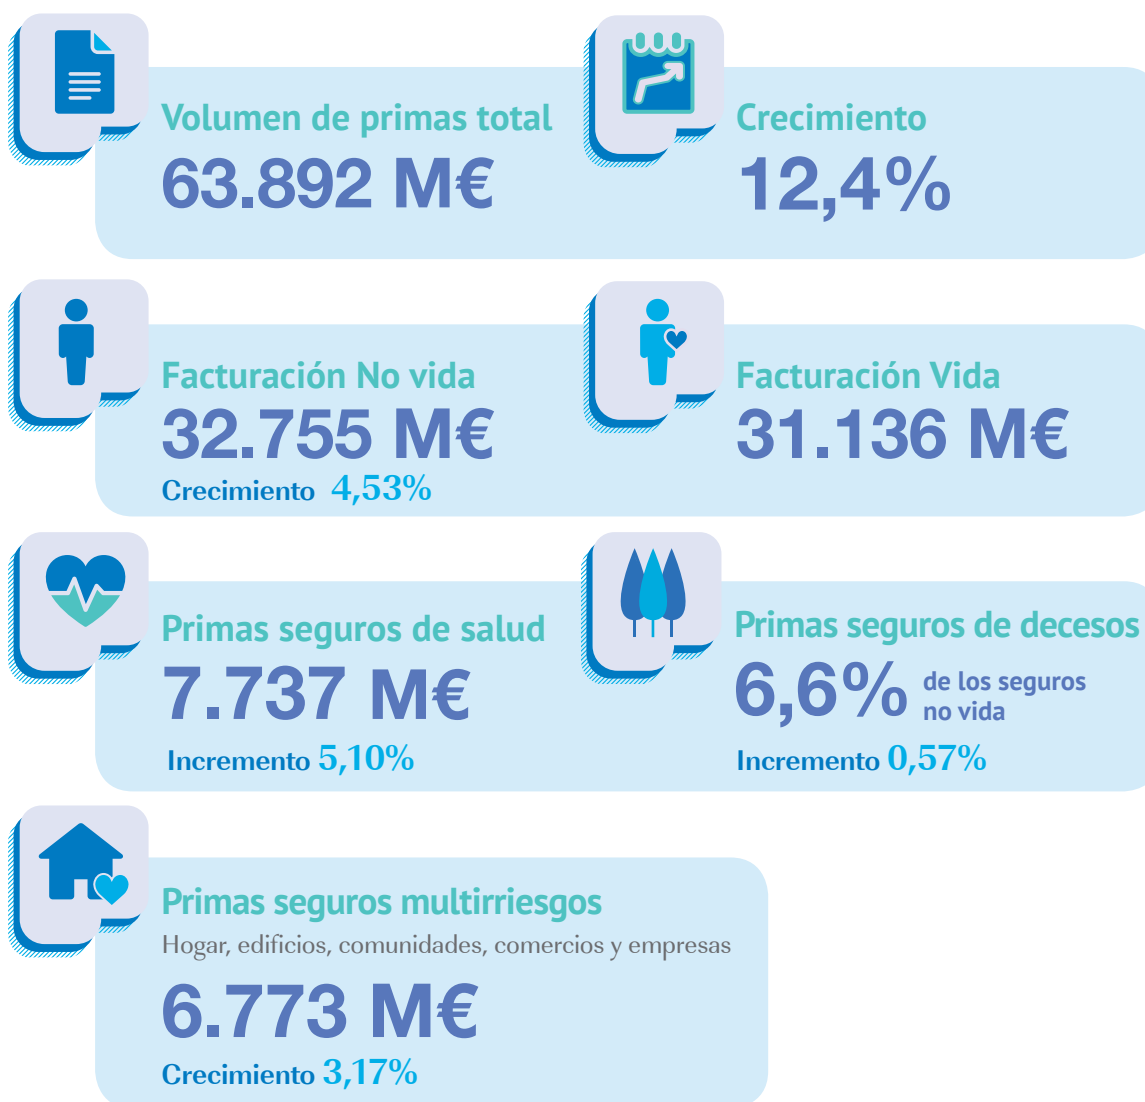 Volumen de primas total
63.892 M€
Crecimiento
12,4%
Facturación No vida
32.755 M€
Crecimiento 4,53%
Facturación Vida
31.136 M€
Primas seguros de salud
7.737 M€
Incremento 5,10%
Primas seguros de decesos
6,6% de los seguros
no vida
Incremento 0,57%
Primas seguros multirriesgos
Hogar, edificios, comunidades, comercios y empresas
6.773 M€
Crecimiento 3,17%